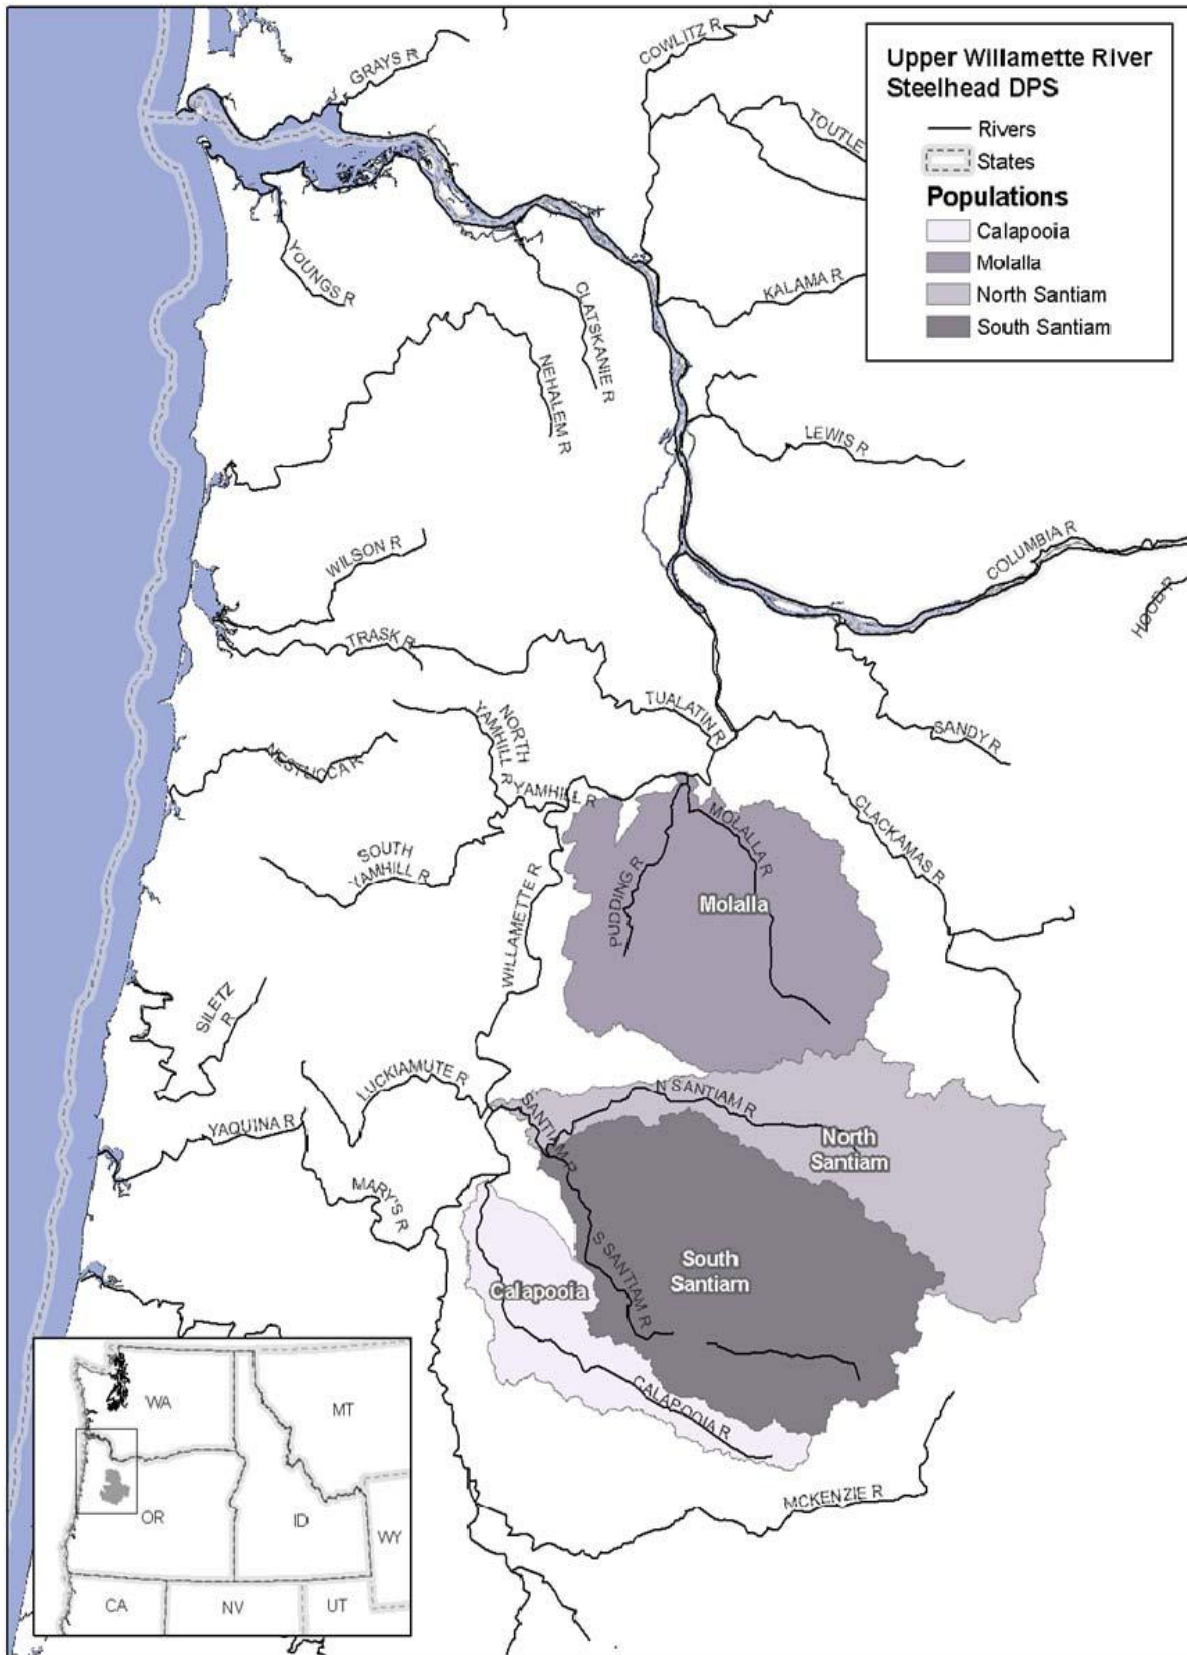 Upper Willamette River
Steelhead DPS
Rivers
States
Populations
Calapooia
Molalla
North Santiam
South Santiam
GRAYS R
COWLITZ R
TOUTLE
YOUNGS R
CLATSKANIE R
KALAMA R
NEHALEM R
LEWIS R
WILSON R
COLUMBIA R
HOOD R
TRASK R
TUALATIN R
NORTH
YAMHILL R
SANDY R
NESTUCCA R
YAMHILL R
CLACKAMAS R
MOLALLA R
SOUTH
YAMHILL R
WILLAMETTE R
PUDDING R
Molalla
SILETZ
R
LUCKIAMUTE R
N SANTIAM R
SANTIAM R
YAQUINA R
North
Santiam
MARY'S R
S SANTIAM R
South
Santiam
Calapooia
CALAPOOIA R
MCKENZIE R
WA
MT
OR
ID
WY
CA
NV
UT